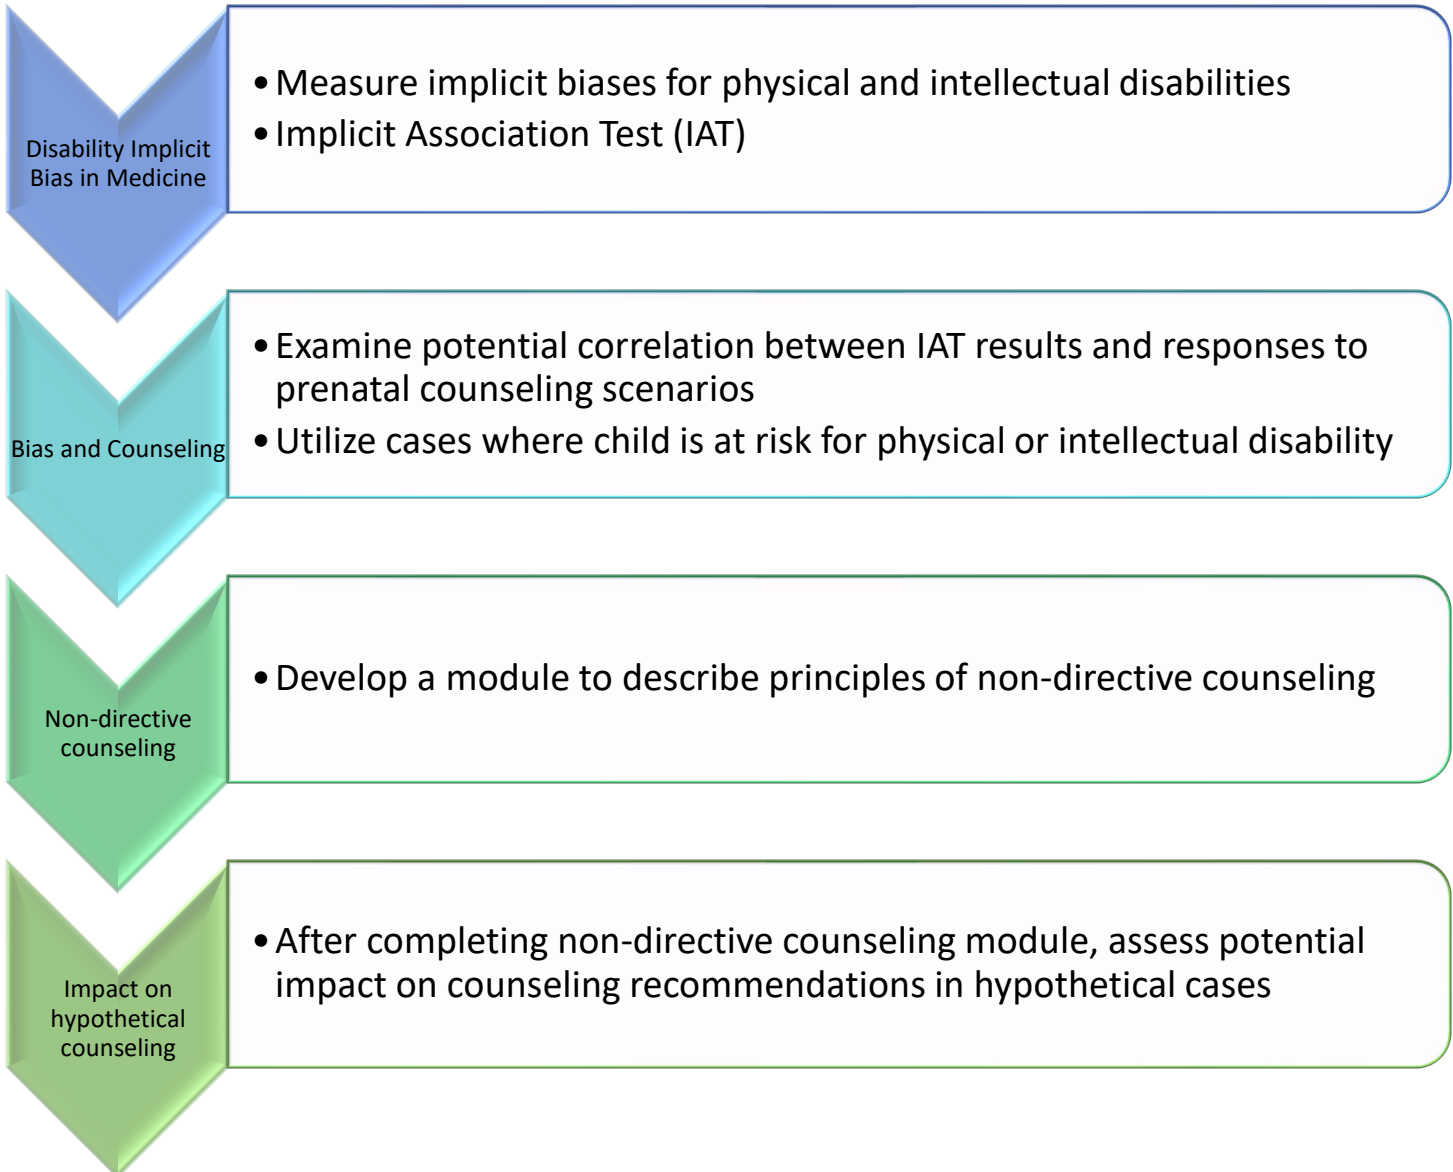 Disability Implicit
Bias in Medicine
• Measure implicit biases for physical and intellectual disabilities
• Implicit Association Test (IAT)
Bias and Counseling
• Examine potential correlation between IAT results and responses to
prenatal counseling scenarios
• Utilize cases where child is at risk for physical or intellectual disability
Non-directive
counseling
• Develop a module to describe principles of non-directive counseling
Impact on
hypothetical
counseling
• After completing non-directive counseling module, assess potential
impact on counseling recommendations in hypothetical cases